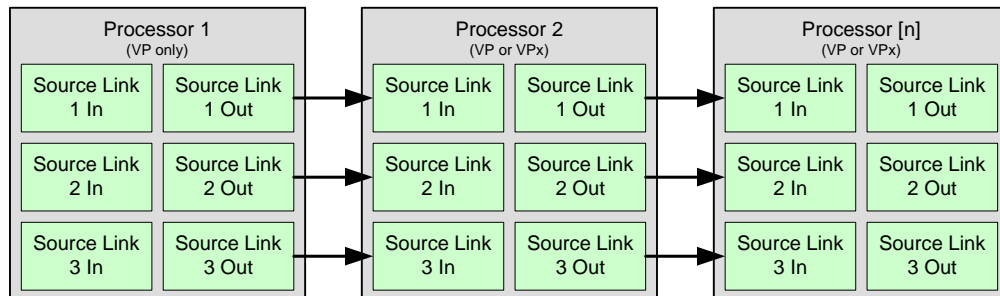 Processor 1
(VP only)
Source Link
1 In
Source Link
1 Out
Source Link
2 In
Source Link
2 Out
Source Link
3 In
Source Link
3 Out
Processor 2
(VP or VPx)
Source Link
1 In
Source Link
1 Out
Source Link
2 In
Source Link
2 Out
Source Link
3 In
Source Link
3 Out
Processor [n]
(VP or VPx)
Source Link
1 In
Source Link
1 Out
Source Link
2 In
Source Link
2 Out
Source Link
3 In
Source Link
3 Out